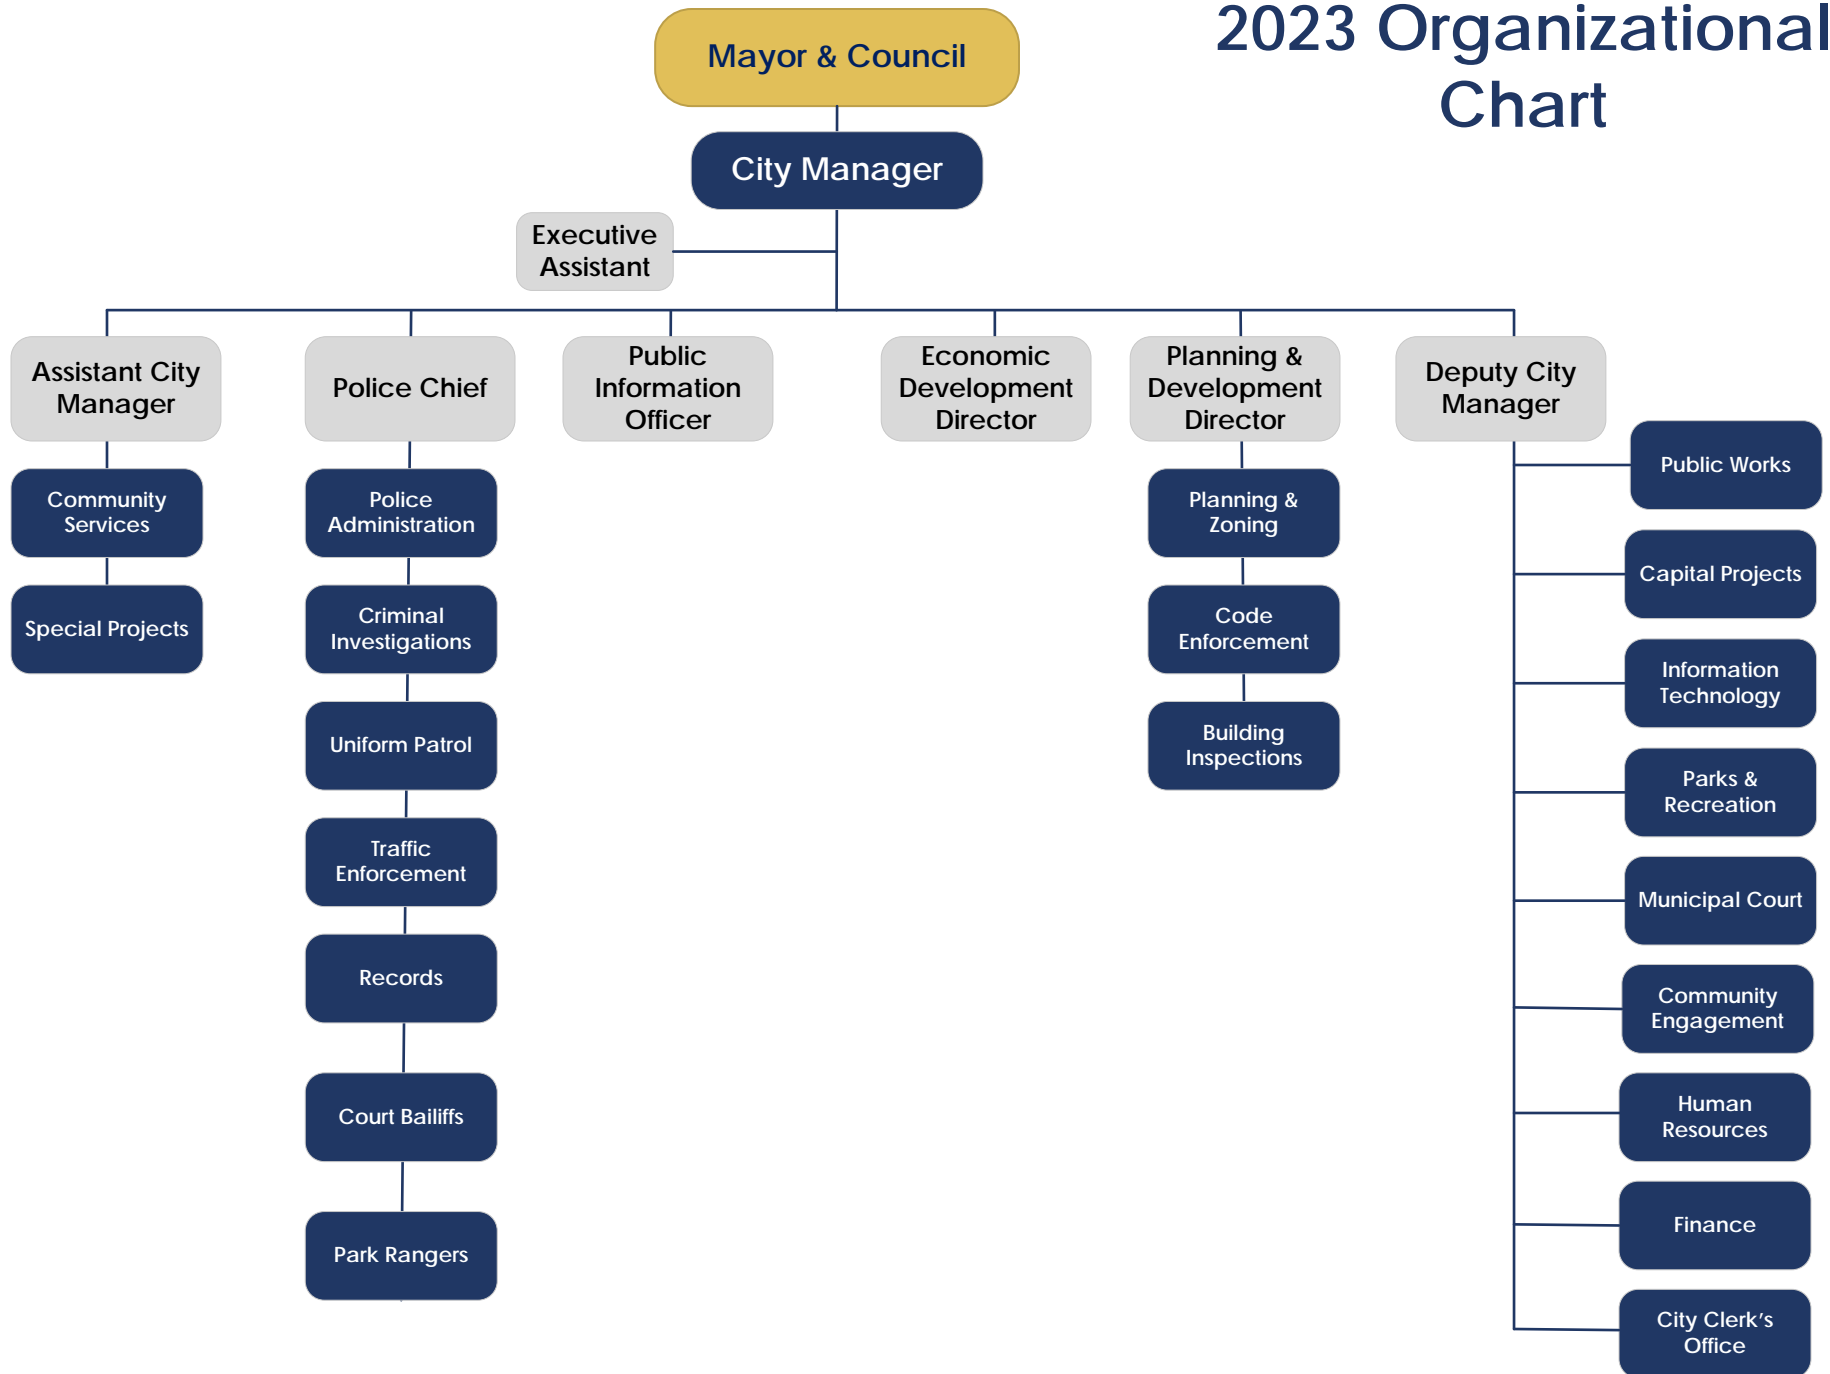 2023 Organizational
Chart
Mayor & Council
City Manager
Executive
Assistant
Assistant City
Manager
Police Chief
Public
Information
Officer
Economic
Development
Director
Planning &
Development
Director
Deputy City
Manager
Community
Services
Special Projects
Police
Administration
Criminal
Investigations
Uniform Patrol
Traffic
Enforcement
Records
Court Bailiffs
Park Rangers
Planning &
Zoning
Code
Enforcement
Building
Inspections
Public Works
Capital Projects
Information
Technology
Parks &
Recreation
Municipal Court
Community
Engagement
Human
Resources
Finance
City Clerk’s
Office